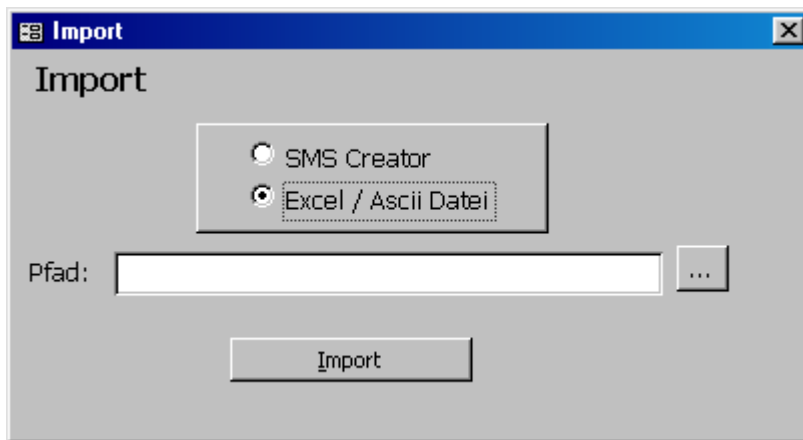 Import
Import
SMS Creator
Excel / Ascii Datei
Pfad:
...
Import